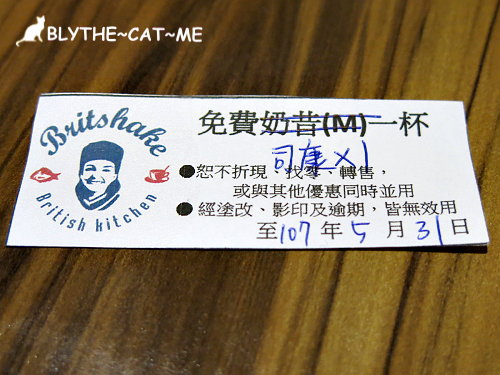 BLYTHE~CAT~ME
Britshake
British kitchen
免費奶昔(M)一杯
司康 X1
●恕不折現、找零、轉售，
或與其他優惠同時並用
●經塗改、影印及逾期，皆無效用
至107年5月31日